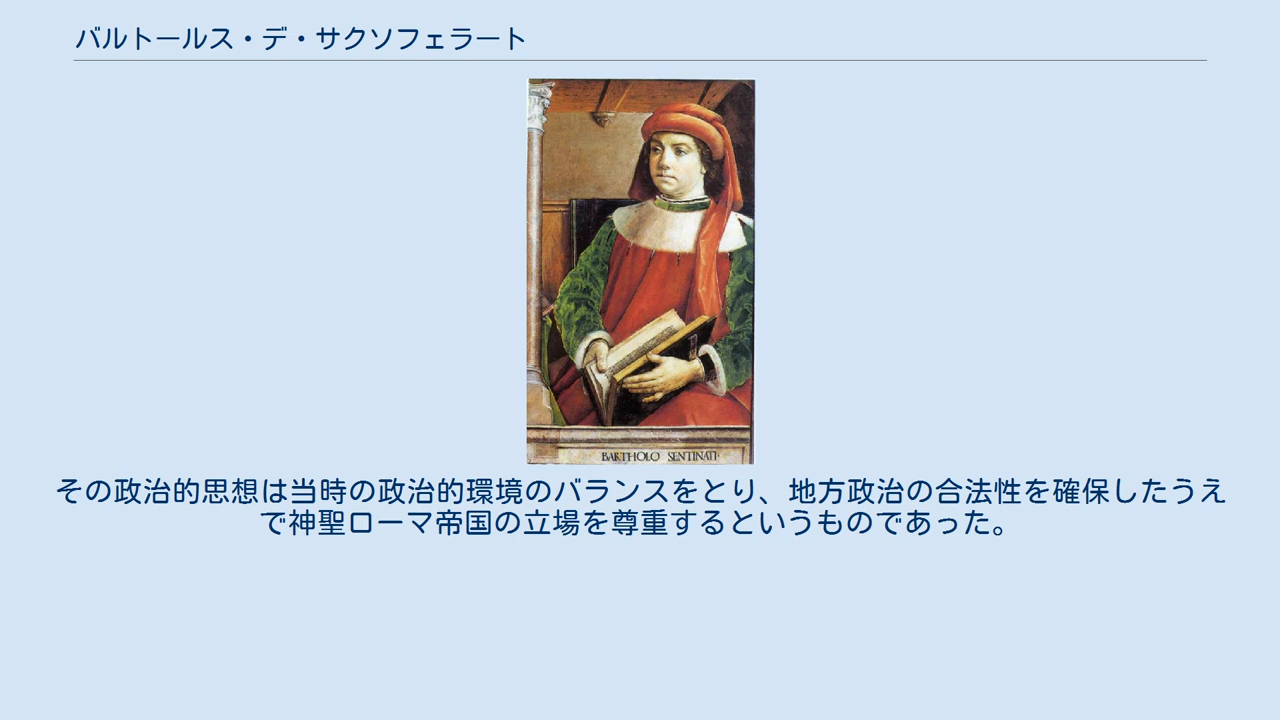 バルトールス・デ・サクソフェラート
BARTHOLO SENTINATI·
その政治的思想は当時の政治的環境のバランスをとり、地方政治の合法性を確保したうえ
で神聖ローマ帝国の立場を尊重するというものであった。